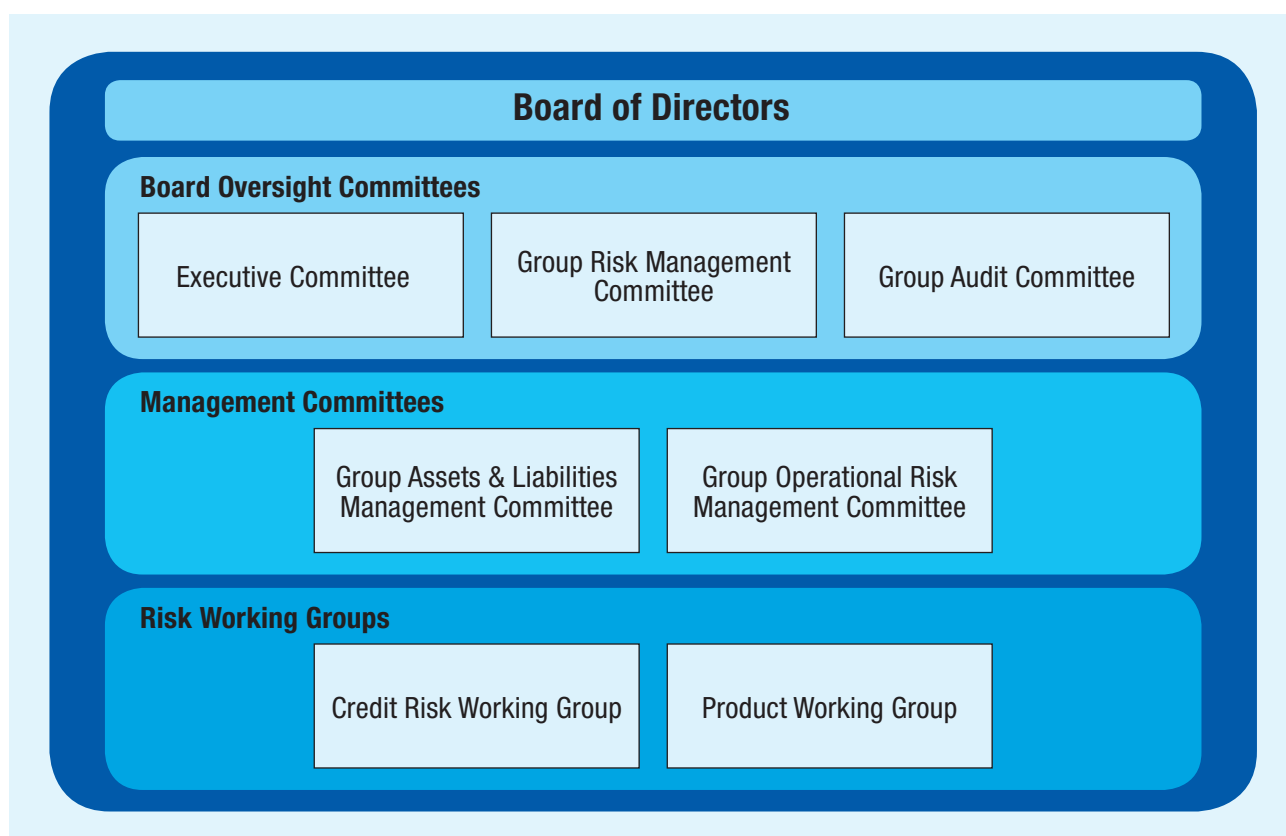 Board of Directors
Board Oversight Committees
Executive Committee
Group Risk Management
Committee
Group Audit Committee
Management Committees
Group Assets & Liabilities
Management Committee
Group Operational Risk
Management Committee
Risk Working Groups
Credit Risk Working Group
Product Working Group